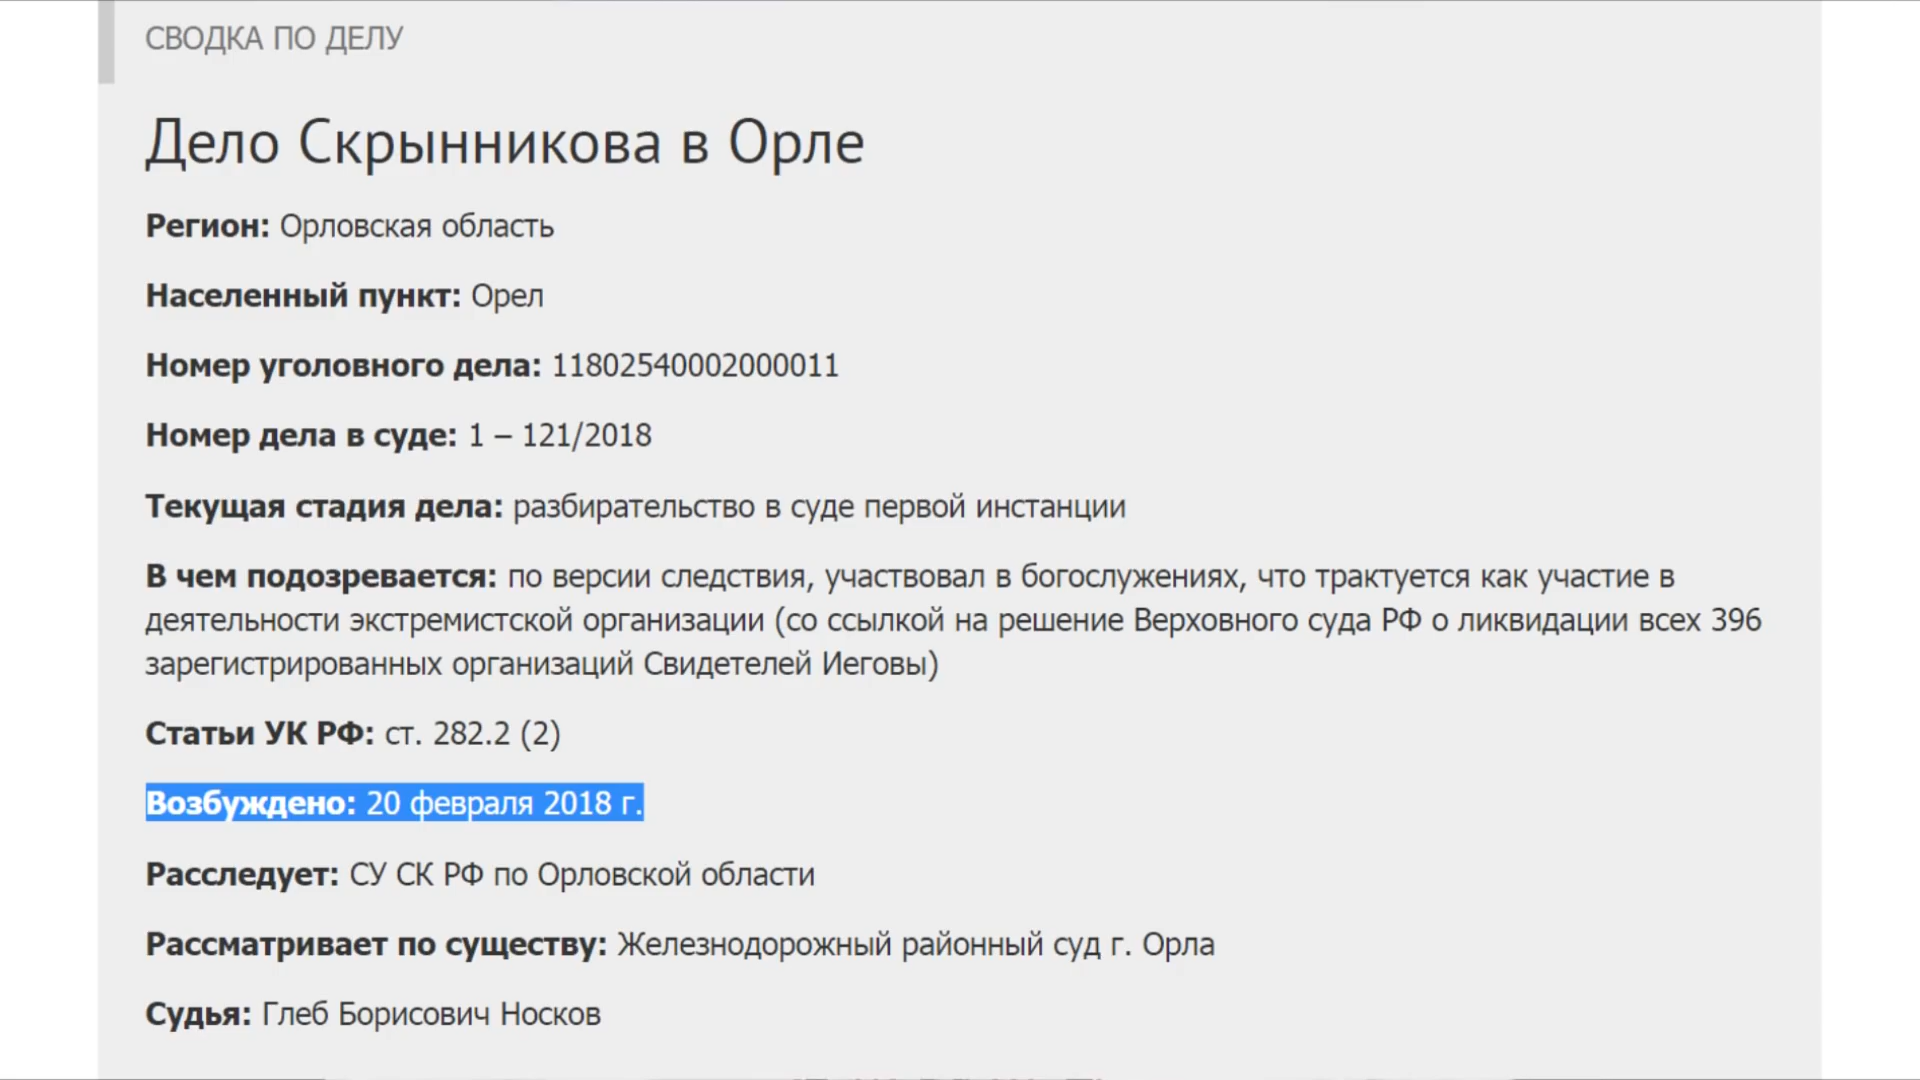 СВОДКА ПО ДЕЛУ
Дело Скрынникова в Орле
Регион: Орловская область
Населенный пункт: Орел
Номер уголовного дела: 11802540002000011
Номер дела в суде: 1 – 121/2018
Текущая стадия дела: разбирательство в суде первой инстанции
В чем подозревается: по версии следствия, участвовал в богослужениях, что трактуется как участие в
деятельности экстремистской организации (со ссылкой на решение Верховного суда РФ о ликвидации всех 396
зарегистрированных организаций Свидетелей Иеговы)
Статьи УК РФ: ст. 282.2 (2)
Возбуждено: 20 февраля 2018 г.
Расследует: СУ СК РФ по Орловской области
Рассматривает по существу: Железнодорожный районный суд г. Орла
Судья: Глеб Борисович Носков